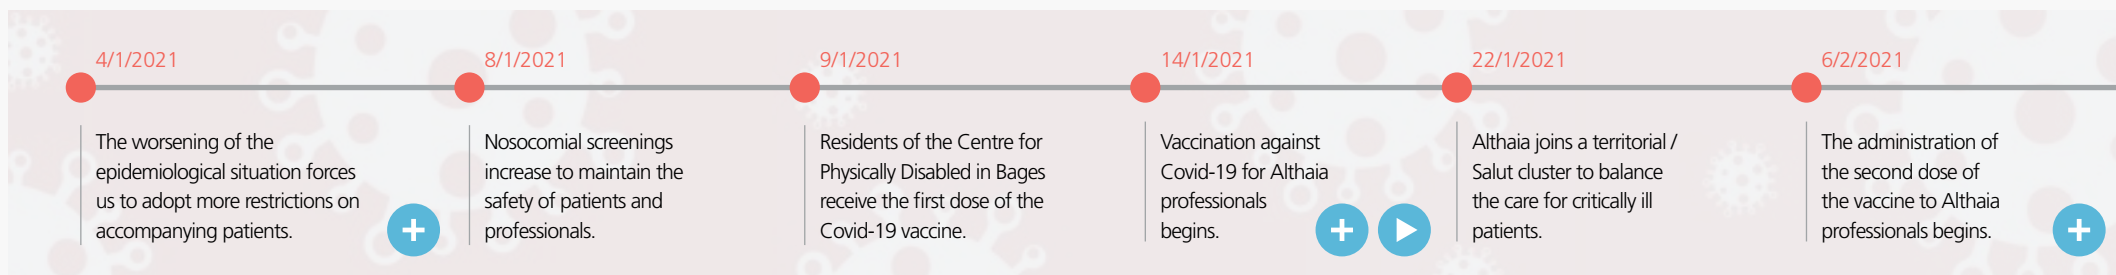 4/1/2021
The worsening of the
epidemiological situation forces
us to adopt more restrictions on
accompanying patients.
8/1/2021
Nosocomial screenings
increase to maintain the
safety of patients and
professionals.
9/1/2021
Residents of the Centre for
Physically Disabled in Bages
receive the first dose of the
Covid-19 vaccine.
14/1/2021
Vaccination against
Covid-19 for Althaia
professionals
begins.
22/1/2021
Althaia joins a territorial /
Salut cluster to balance
the care for critically ill
patients.
6/2/2021
The administration of
the second dose of
the vaccine to Althaia
professionals begins.